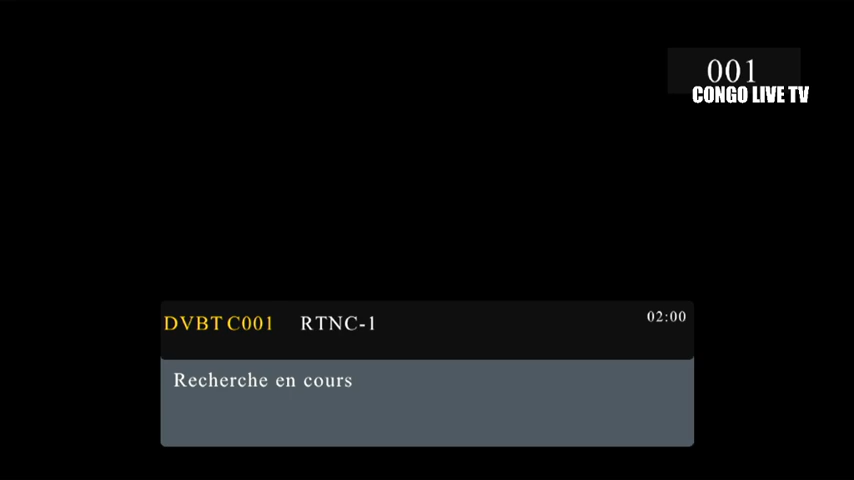 001
CONGO LIVE TV
DVBT C001 RTNC-1 02:00
Recherche en cours